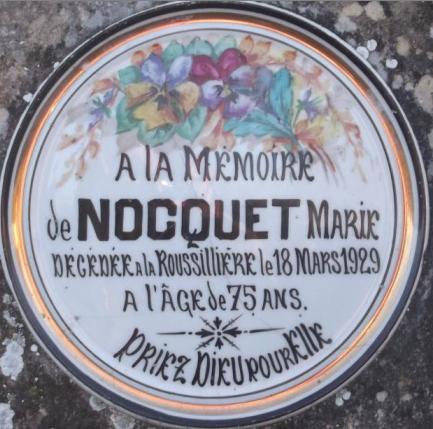 A LA MÉMOIRE
de NOCQUET MARIE
DÉCÉDÉE A LA ROUSSILLIÈRE le 18 MARS 1929
A L'ÂGE de 75 ANS.
PRIEZ DIEU POUR ELLE